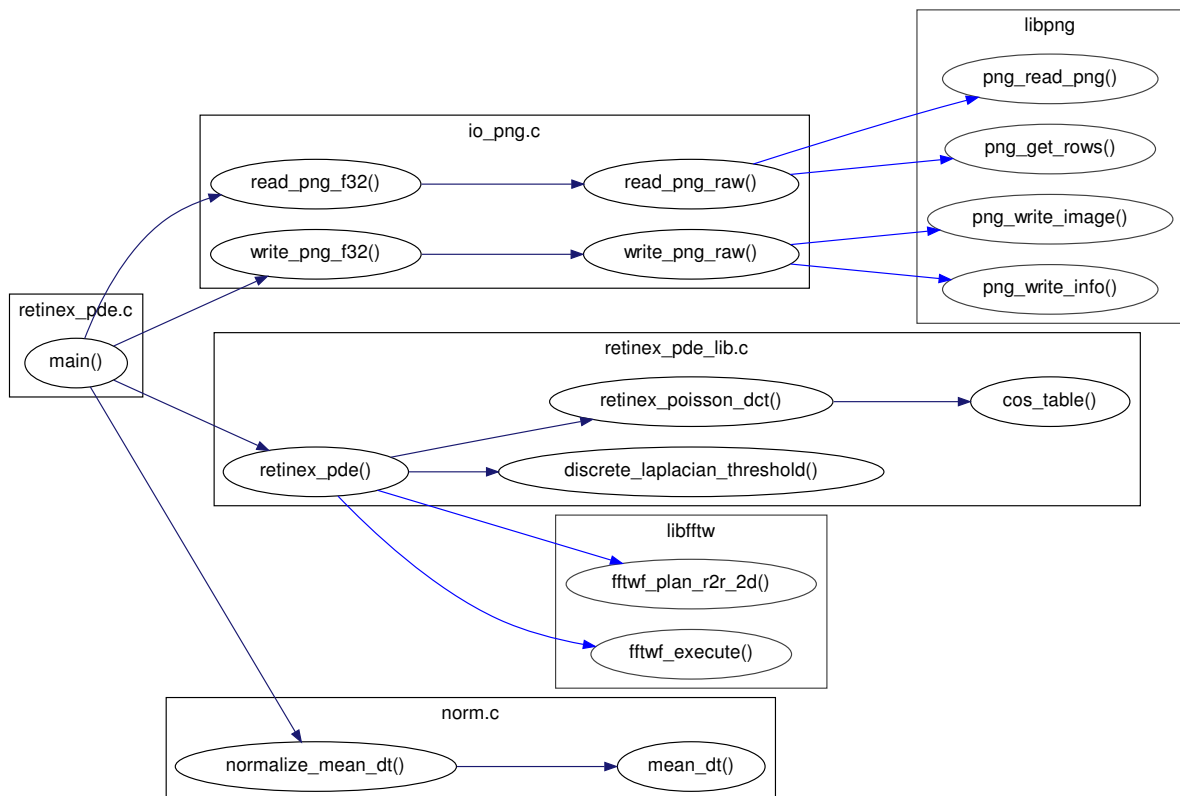 libpng
png_read_png()
png_get_rows()
png_write_image()
png_write_info()
io_png.c
read_png_f32()
read_png_raw()
write_png_f32()
write_png_raw()
retinex_pde.c
main()
retinex_pde_lib.c
retinex_poisson_dct()
cos_table()
retinex_pde()
discrete_laplacian_threshold()
libfftw
fftwf_plan_r2r_2d()
fftwf_execute()
norm.c
normalize_mean_dt()
mean_dt()